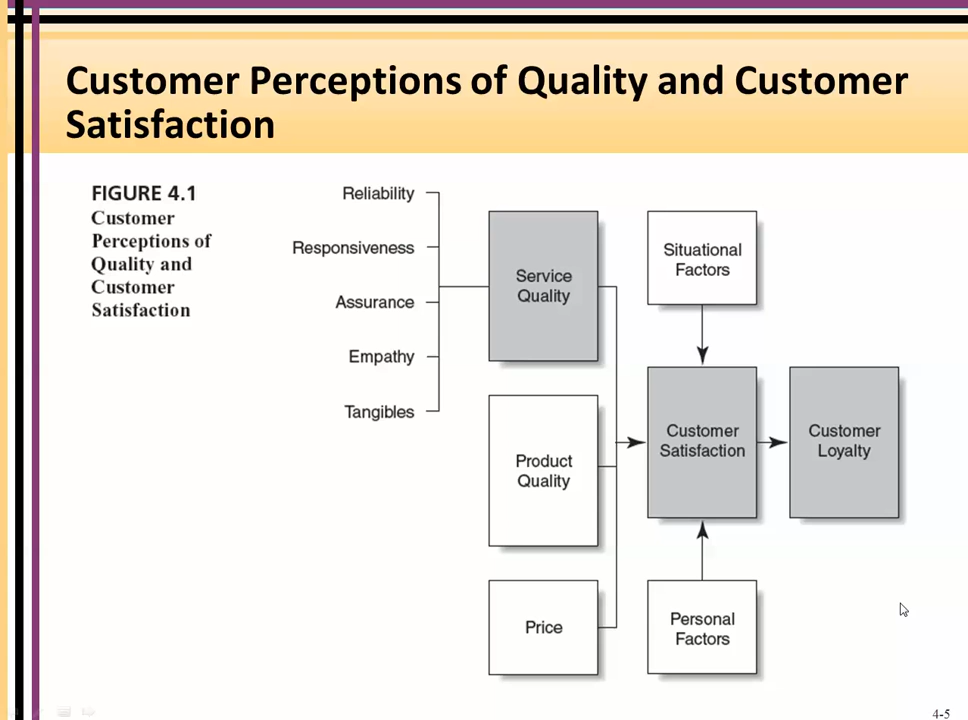 Customer Perceptions of Quality and Customer
Satisfaction
FIGURE 4.1
Customer
Perceptions of
Quality and
Customer
Satisfaction
Reliability
Responsiveness
Assurance
Empathy
Tangibles
Service
Quality
Product
Quality
Price
Situational
Factors
Customer
Satisfaction
Personal
Factors
Customer
Loyalty
4-5